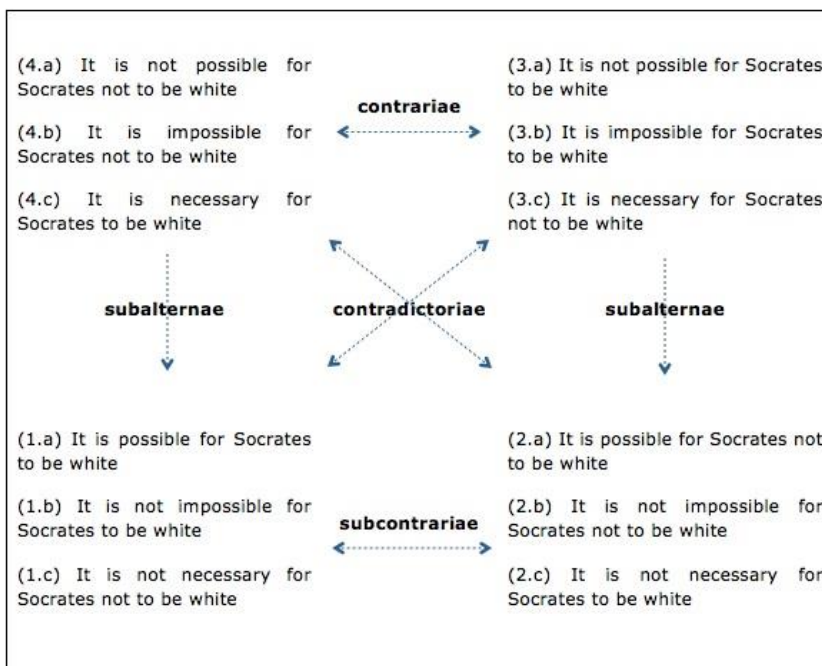 (4.a) It is not possible for
Socrates not to be white
(4.b) It is impossible for
Socrates not to be white
(4.c) It is necessary for
Socrates to be white
contrariae
(3.a) It is not possible for Socrates
to be white
(3.b) It is impossible for Socrates
to be white
(3.c) It is necessary for Socrates
not to be white
subalternae
contradictoriae
subalternae
(1.a) It is possible for Socrates
to be white
(1.b) It is not impossible for
Socrates to be white
(1.c) It is not necessary for
Socrates not to be white
subcontrariae
(2.a) It is possible for Socrates not
to be white
(2.b) It is not impossible for
Socrates not to be white
(2.c) It is not necessary for
Socrates to be white